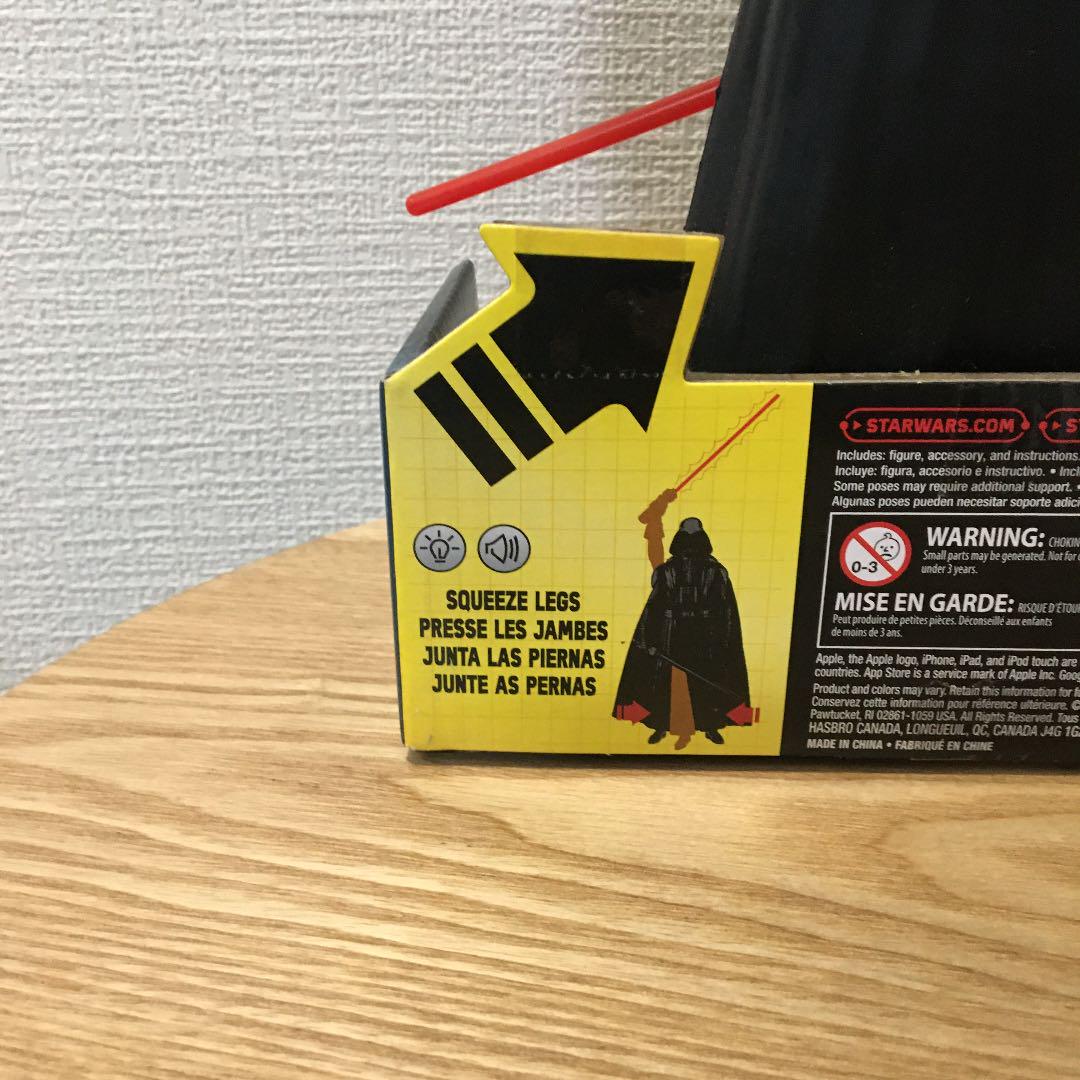 SQUEEZE LEGS
PRESSE LES JAMBES
JUNTA LAS PIERNAS
JUNTE AS PERNAS
STARWARS.COM
Includes: figure, accessory, and instructions.
Incluye: figura, accesorio e instructivo. •
Some poses may require additional support. •
Algunas poses pueden necesitar soporte
0-3
WARNING:
Small parts may be generated. Not for
under 3 years.
MISE EN GARDE: RISQUE
Peut produire de petites pièces. Déconseillé aux enfants
de moins de 3 ans.
Apple, the Apple logo, iPhone, iPad, and iPod touch are
countries. App Store is a service mark of Apple Inc.
Product and colors may vary. Retain this information for
Conservez cette information pour référence ultérieure. ©
Pawtucket, RI 02861-1059 USA. All Rights Reserved.
HASBRO CANADA, LONGUEUIL, QC, CANADA J4G
MADE IN CHINA • FABRIQUÉ EN CHINE